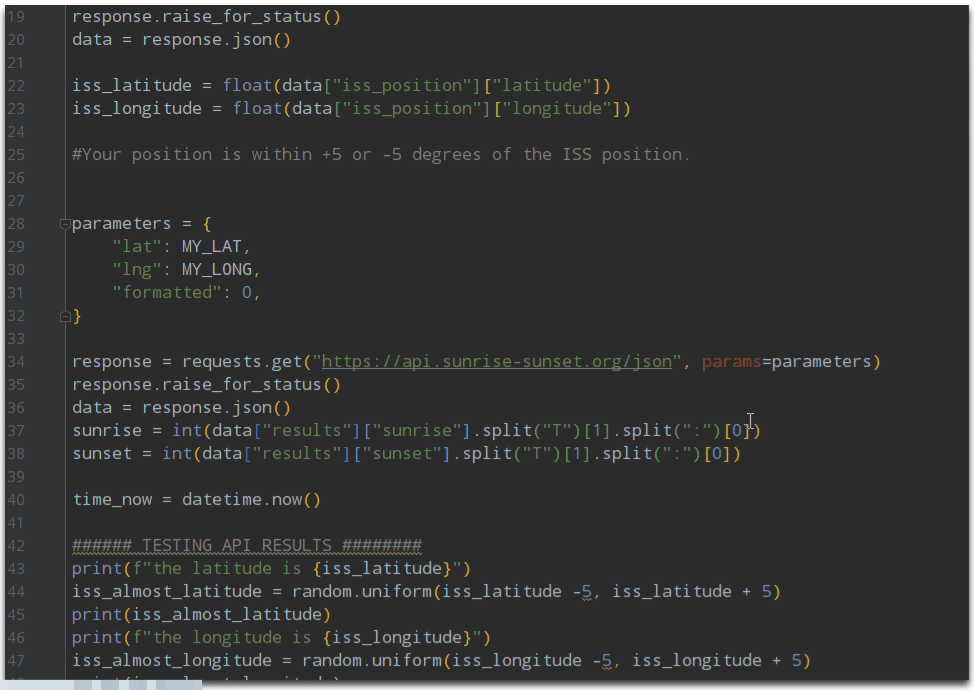 19 response.raise_for_status()
20 data = response.json()
21
22 iss_latitude = float(data["iss_position"]["latitude"])
23 iss_longitude = float(data["iss_position"]["longitude"])
24
25 #Your position is within +5 or -5 degrees of the ISS position.
26
27
28 parameters = {
29 "lat": MY_LAT,
30 "lng": MY_LONG,
31 "formatted": 0,
32 }
33
34 response = requests.get("https://api.sunrise-sunset.org/json", params=parameters)
35 response.raise_for_status()
36 data = response.json()
37 sunrise = int(data["results"]["sunrise"].split("T")[1].split(":")[0])
38 sunset = int(data["results"]["sunset"].split("T")[1].split(":")[0])
39
40 time_now = datetime.now()
41
42 ###### TESTING API RESULTS ########
43 print(f"the latitude is {iss_latitude}")
44 iss_almost_latitude = random.uniform(iss_latitude -5, iss_latitude + 5)
45 print(iss_almost_latitude)
46 print(f"the longitude is {iss_longitude}")
47 iss_almost_longitude = random.uniform(iss_longitude -5, iss_longitude + 5)